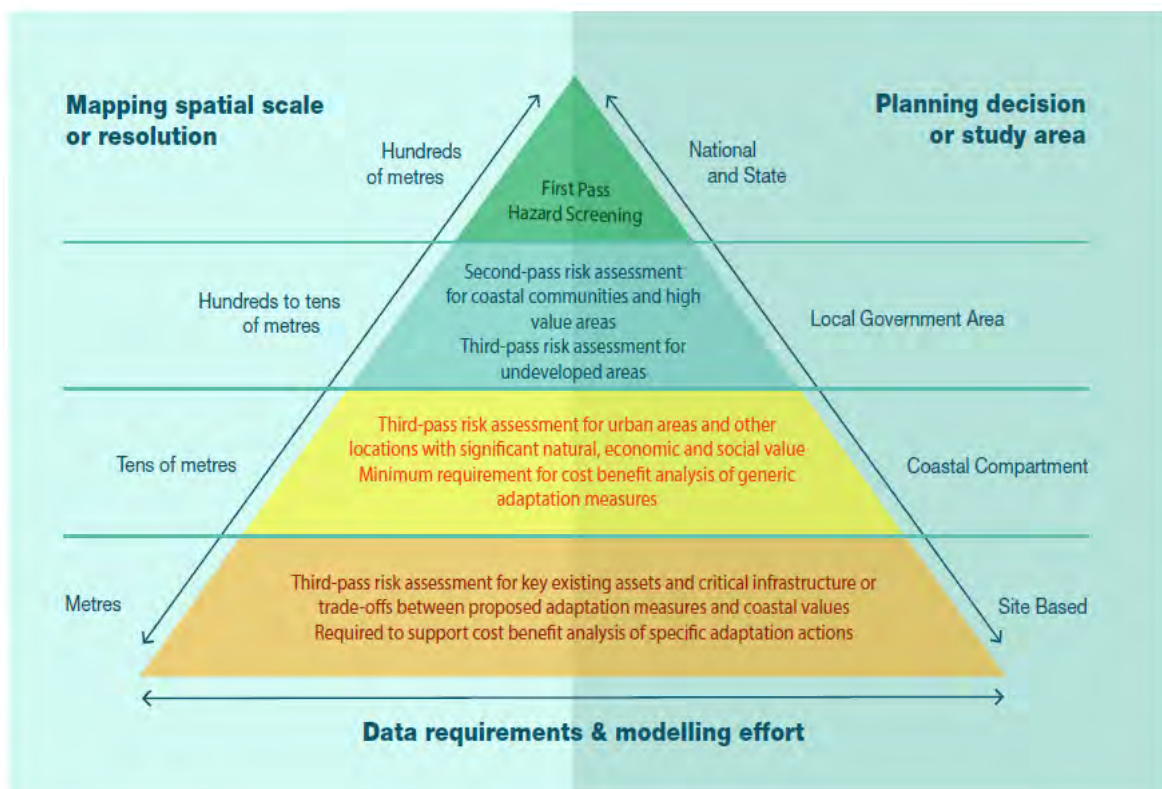 Mapping spatial scale
or resolution
Planning decision
or study area
Hundreds
of metres
First Pass
Hazard Screening
National
and State
Hundreds to tens
of metres
Second-pass risk assessment
for coastal communities and high
value areas
Third-pass risk assessment for
undeveloped areas
Local Government Area
Tens of metres
Third-pass risk assessment for urban areas and other
locations with significant natural, economic and social value
Minimum requirement for cost benefit analysis of generic
adaptation measures
Coastal Compartment
Metres
Third-pass risk assessment for key existing assets and critical infrastructure or
trade-offs between proposed adaptation measures and coastal values
Required to support cost benefit analysis of specific adaptation actions
Site Based
Data requirements & modelling effort